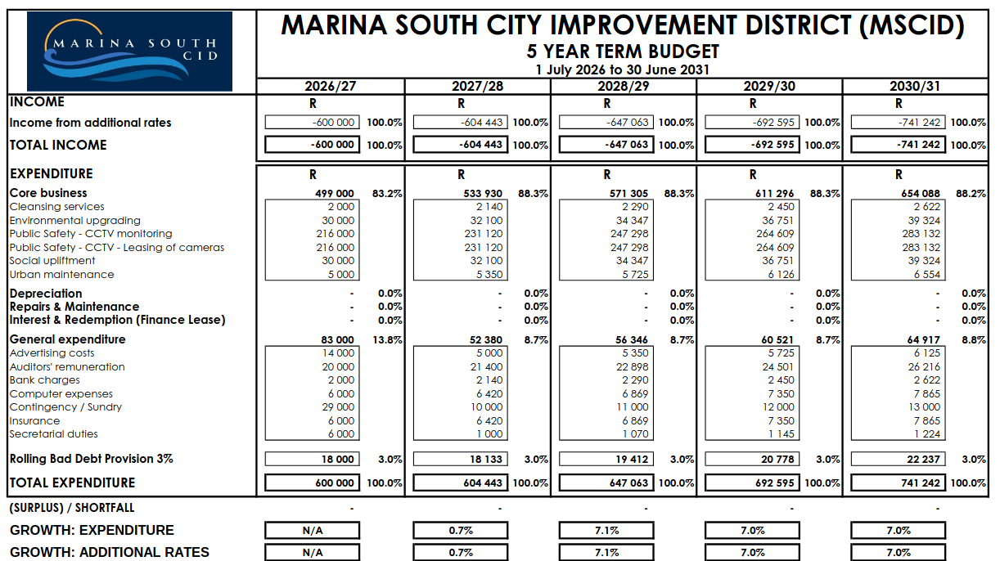 MARINA SOUTH
CID
MARINA SOUTH CITY IMPROVEMENT DISTRICT (MSCID)
5 YEAR TERM BUDGET
1 July 2026 to 30 June 2031
2026/27 2027/28 2028/29 2029/30 2030/31
INCOME R R R R R
Income from additional rates -600 000 100.0% -604 443 100.0% -647 063 100.0% -692 595 100.0% -741 242 100.0%
TOTAL INCOME -600 000 100.0% -604 443 100.0% -647 063 100.0% -692 595 100.0% -741 242 100.0%
EXPENDITURE R R R R R
Core business 499 000 83.2% 533 930 88.3% 571 305 88.3% 611 296 88.3% 654 088 88.2%
Cleansing services 2 000 2 140 2 290 2 450 2 622
Environmental upgrading 30 000 32 100 34 347 36 751 39 324
Public Safety - CCTV monitoring 216 000 231 120 247 298 264 609 283 132
Public Safety - CCTV - Leasing of cameras 216 000 231 120 247 298 264 609 283 132
Social upliftment 30 000 32 100 34 347 36 751 39 324
Urban maintenance 5 000 5 350 5 725 6 126 6 554
Depreciation - 0.0% - 0.0% - 0.0% - 0.0% - 0.0%
Repairs & Maintenance - 0.0% - 0.0% - 0.0% - 0.0% - 0.0%
Interest & Redemption (Finance Lease) - 0.0% - 0.0% - 0.0% - 0.0% - 0.0%
General expenditure 83 000 13.8% 52 380 8.7% 56 346 8.7% 60 521 8.7% 64 917 8.8%
Advertising costs 14 000 5 000 5 350 5 725 6 125
Auditors' remuneration 20 000 21 400 22 898 24 501 26 216
Bank charges 2 000 2 140 2 290 2 450 2 622
Computer expenses 6 000 6 420 6 869 7 350 7 865
Contingency / Sundry 29 000 10 000 11 000 12 000 13 000
Insurance 6 000 6 420 6 869 7 350 7 865
Secretarial duties 6 000 1 000 1 070 1 145 1 224
Rolling Bad Debt Provision 3% 18 000 3.0% 18 133 3.0% 19 412 3.0% 20 778 3.0% 22 237 3.0%
TOTAL EXPENDITURE 600 000 100.0% 604 443 100.0% 647 063 100.0% 692 595 100.0% 741 242 100.0%
(SURPLUS) / SHORTFALL - - - - -
GROWTH: EXPENDITURE N/A 0.7% 7.1% 7.0% 7.0%
GROWTH: ADDITIONAL RATES N/A 0.7% 7.1% 7.0% 7.0%